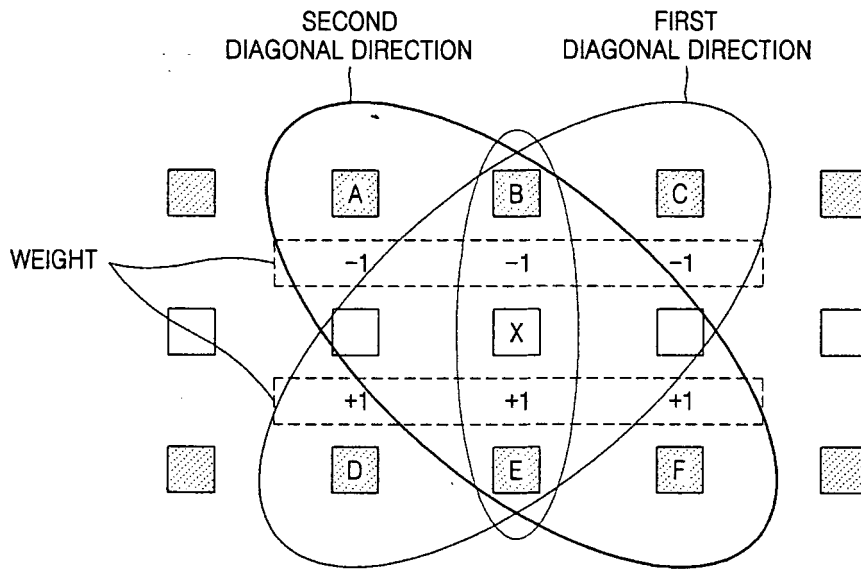 SECOND
DIAGONAL DIRECTION
FIRST
DIAGONAL DIRECTION
A B C
WEIGHT
-1 -1 -1
X
+1 +1 +1
D E F